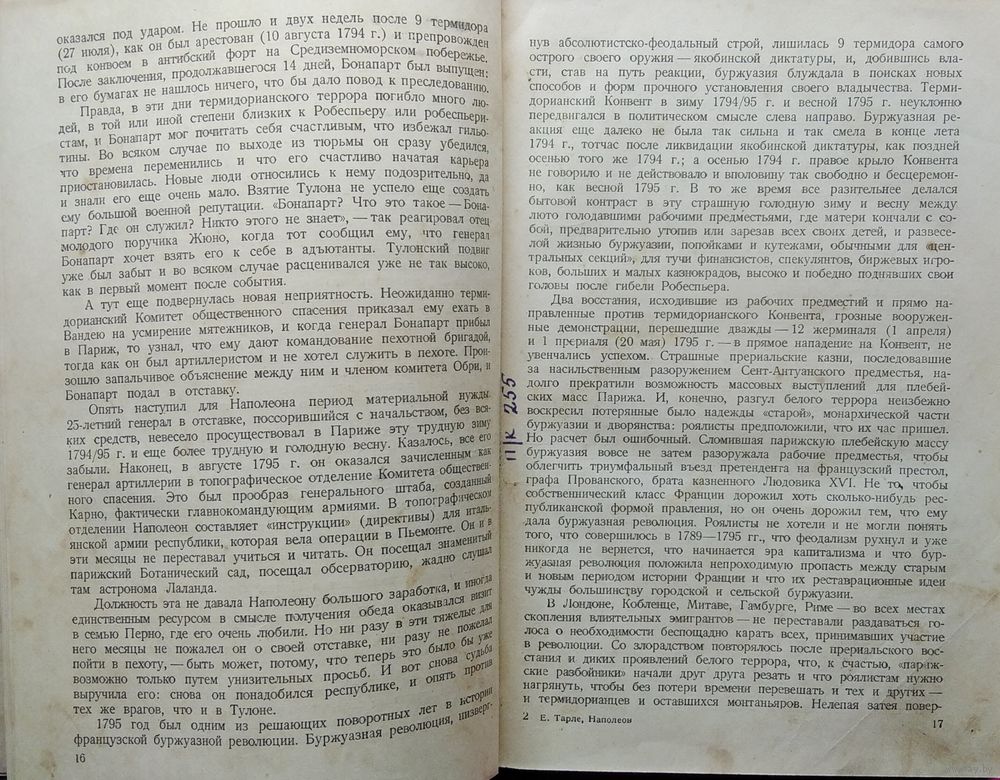 оказался под ударом. Не прошло и двух недель после 9 термидора
(27 июля), как он был арестован (10 августа 1794 г.) и препровожден
под конвоем в антибский форт на Средиземноморском побережье.
После заключения, продолжавшегося 14 дней, Бонапарт был выпущен:
в его бумагах не нашлось ничего, что бы дало повод к преследованию.
Правда, в эти дни термидорианского террора погибло много лю-
дей, в той или иной степени близких к Робеспьеру или робеспьери-
стам, и Бонапарт мог почитать себя счастливым, что избежал гильо-
тины. Во всяком случае по выходе из тюрьмы он сразу убедился,
что времена переменились и что его счастливо начатая карьера
приостановилась. Новые люди относились к нему подозрительно, да
и знали его еще очень мало. Взятие Тулона не успело еще создать
ему большой военной репутации. «Бонапарт? Что это такое — Бона-
парт? Где он служил? Никто этого не знает», — так реагировал отец
молодого поручика Жюно, когда тот сообщил ему, что генерал
Бонапарт хочет взять его к себе в адъютанты. Тулонский подвиг
уже был забыт и во всяком случае расценивался уже не так высоко,
как в первый момент после события.
А тут еще подвернулась новая неприятность. Неожиданно терми-
дорианский Комитет общественного спасения приказал ему ехать в
Вандею на усмирение мятежников, и когда генерал Бонапарт прибыл
в Париж, то узнал, что ему дают командование пехотной бригадой,
тогда как он был артиллеристом и не хотел служить в пехоте. Прои-
зошло запальчивое объяснение между ним и членом комитета Обри, и
Бонапарт подал в отставку.
Опять наступил для Наполеона период материальной нужды.
25-летний генерал в отставке, поссорившийся с начальством, без вся-
ких средств, невесело просуществовал в Париже эту трудную зиму
1794/95 г. и еще более трудную и голодную весну. Казалось, все его
забыли. Наконец, в августе 1795 г. он оказался зачисленным как
генерал артиллерии в топографическое отделение Комитета обществен-
ного спасения. Это был прообраз генерального штаба, созданный
Карно, фактически главнокомандующим армиями. В топографическом
отделении Наполеон составляет «инструкции» (директивы) для италь-
янской армии республики, которая вела операции в Пьемонте. Он и в
эти месяцы не переставал учиться и читать. Он посещал знаменитый
парижский Ботанический сад, посещал обсерваторию, жадно слушал
там астронома Лаланда.
Должность эта не давала Наполеону большого заработка, и иногда
единственным ресурсом в смысле получения обеда оказывался визит
в семью Перно, где его очень любили. Но ни разу в эти тяжелые для
него месяцы не пожалел он о своей отставке, ни разу не пожелал
пойти в пехоту, — быть может, потому, что теперь это было бы уже
возможно только путем унизительных просьб. И вот снова судьба
выручила его: снова он понадобился республике, и опять против
тех же врагов, что и в Тулоне.
1795 год был одним из решающих поворотных лет в истории
французской буржуазной революции. Буржуазная революция, низверг-
16
нув абсолютистско-феодальный строй, лишилась 9 термидора самого
острого своего оружия — якобинской диктатуры, и, добившись вла-
сти, став на путь реакции, буржуазия блуждала в поисках новых
способов и форм прочного установления своего владычества. Терми-
дорианский Конвент в зиму 1794/95 г. и весной 1795 г. неуклонно
передвигался в политическом смысле слева направо. Буржуазная ре-
акция еще далеко не была так сильна и так смела в конце лета
1794 г., тотчас после ликвидации якобинской диктатуры, как поздней
осенью того же 1794 г.; а осенью 1794 г. правое крыло Конвента
не говорило и не действовало и вполовину так свободно и бесцеремон-
но, как весной 1795 г. В то же время все разительнее делался
бытовой контраст в эту страшную голодную зиму и весну между
люто голодавшими рабочими предместьями, где матери кончали с со-
бой, предварительно утопив или зарезав всех своих детей, и развесе-
лой жизнью буржуазии, попойками и кутежами, обычными для «цен-
тральных секций», для тучи финансистов, спекулянтов, биржевых игро-
ков, больших и малых казнокрадов, высоко и победно поднявших свои
головы после гибели Робеспьера.
Два восстания, исходившие из рабочих предместий и прямо на-
правленные против термидорианского Конвента, грозные вооружен-
ные демонстрации, перешедшие дважды — 12 жерминаля (1 апреля)
и 1 прериаля (20 мая) 1795 г. — в прямое нападение на Конвент, не
увенчались успехом. Страшные прериальские казни, последовавшие
за насильственным разоружением Сент-Антуанского предместья, на-
долго прекратили возможность массовых выступлений для плебей-
ских масс Парижа. И, конечно, разгул белого террора неизбежно
воскресил потерянные было надежды «старой», монархической части
буржуазии и дворянства: роялисты предположили, что их час пришел.
Но расчет был ошибочный. Сломившая парижскую плебейскую массу
буржуазия вовсе не затем разоружала рабочие предместья, чтобы
облегчить триумфальный въезд претендента на французский престол,
графа Прованского, брата казненного Людовика XVI. Не то, чтобы
собственнический класс Франции дорожил хоть сколько-нибудь рес-
публиканской формой правления, но он очень дорожил тем, что ему
дала буржуазная революция. Роялисты не хотели и не могли понять
того, что совершилось в 1789—1795 гг., что феодализм рухнул и уже
никогда не вернется, что начинается эра капитализма и что бур-
жуазная революция положила непроходимую пропасть между старым
и новым периодом истории Франции и что их реставрационные идеи
чужды большинству городской и сельской буржуазии.
В Лондоне, Кобленце, Митаве, Гамбурге, Риме — во всех местах
скопления влиятельных эмигрантов — не переставали раздаваться го-
лоса о необходимости беспощадно карать всех, принимавших участие
в революции. Со злорадством повторялось после прериальского вос-
стания и диких проявлений белого террора, что, к счастью, «париж-
ские разбойники» начали друг друга резать и что роялистам нужно
нагрянуть, чтобы без потери времени перевешать и тех и других —
и термидорианцев и оставшихся монтаньяров. Нелепая затея повер-
2 Е. Тарле, Наполеон
17
п/к 255